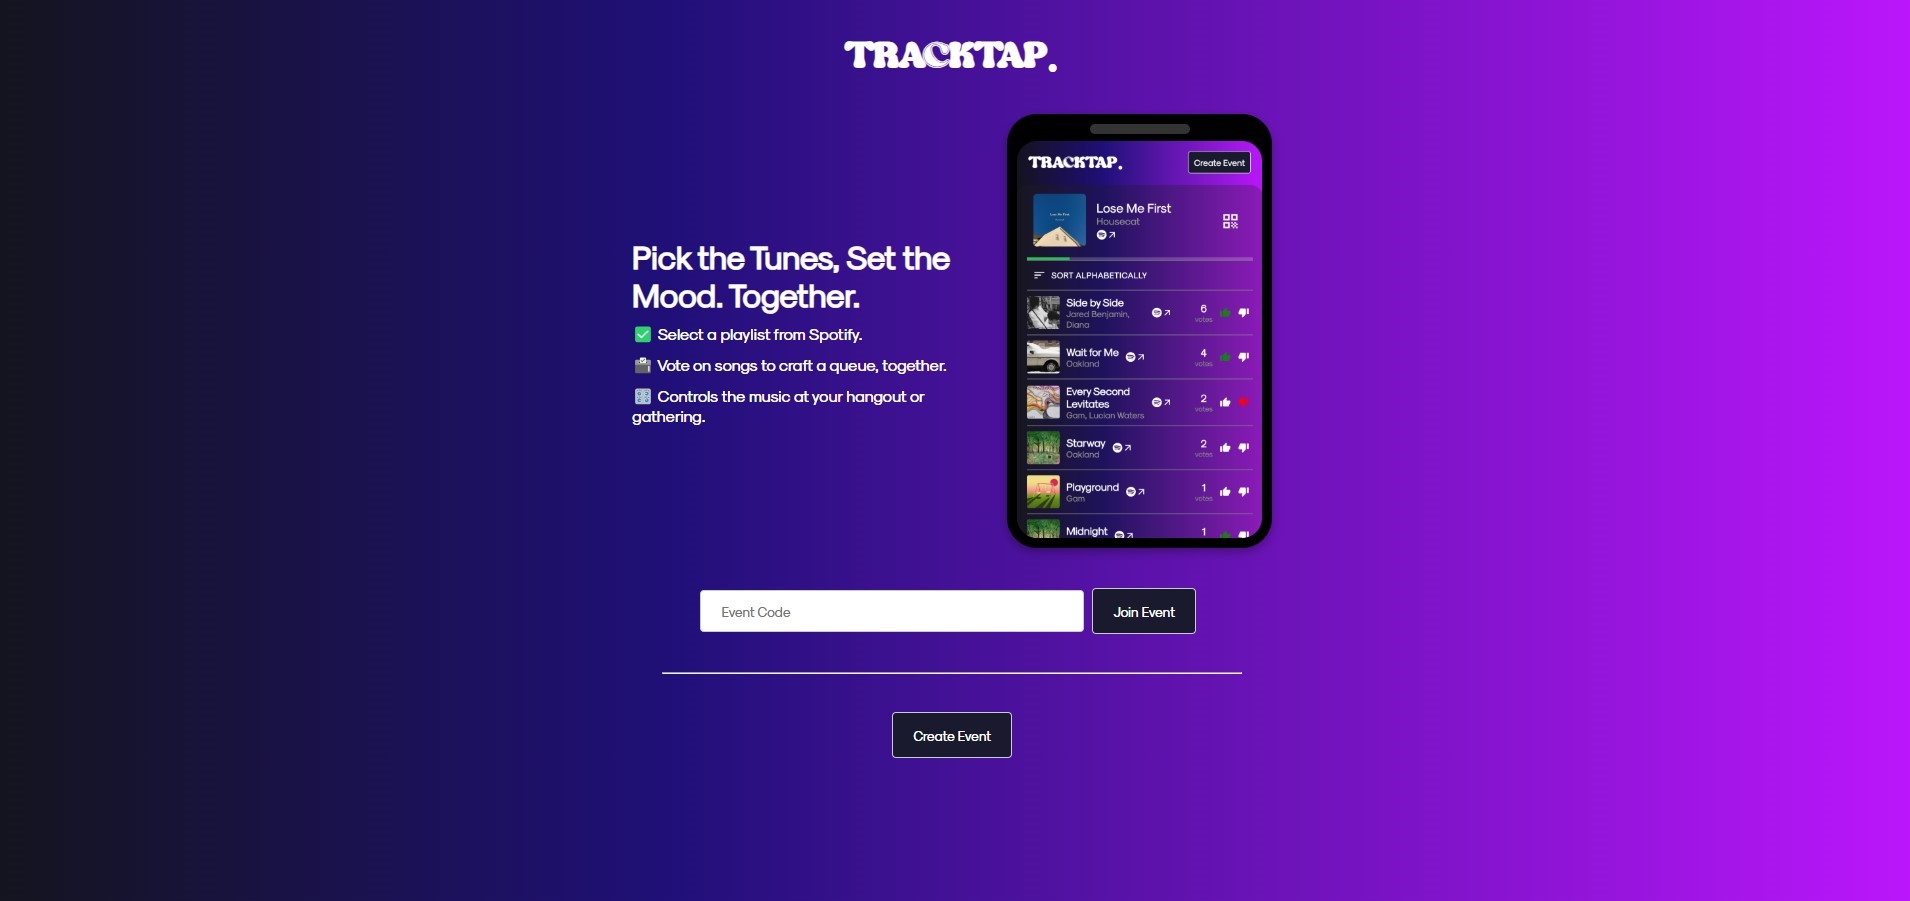 TRACKTAP.
Pick the Tunes, Set the
Mood. Together.
Select a playlist from Spotify.
Vote on songs to craft a queue, together.
Controls the music at your hangout or
gathering.
TRACKTAP.
Create Event
Lose Me First
Housecat
SORT ALPHABETICALLY
Side by Side
Jared Benjamin,
Diana
6
votes
Wait for Me
Oakland
4
votes
Every Second
Levitates
Gam, Lucian Waters
2
votes
Starway
Oakland
2
votes
Playground
Gam
1
votes
Midnight
1
Event Code
Join Event
Create Event